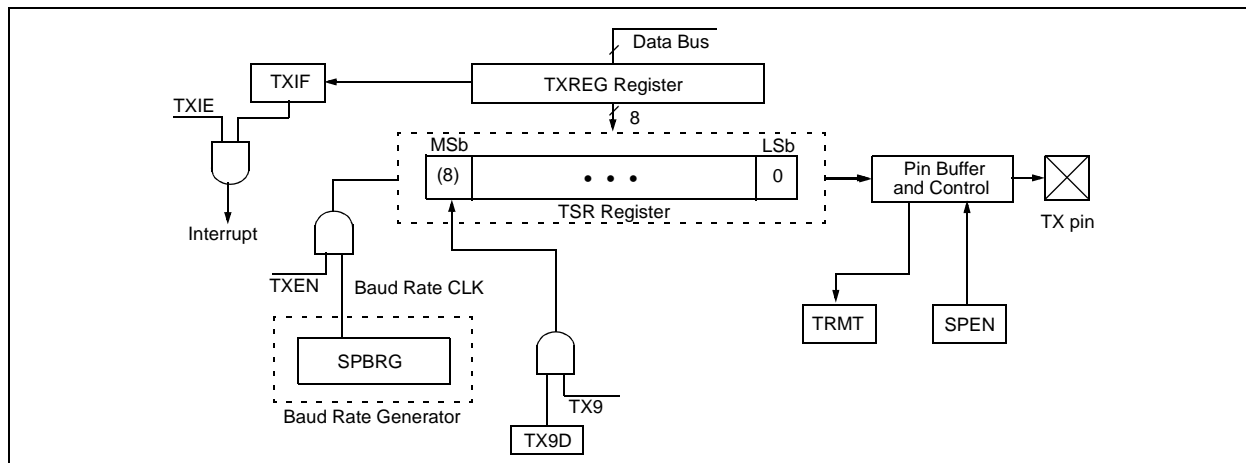 Data Bus
TXIF
TXREG Register
TXIE
8
MSb
LSb
(8)
• • •
0
Pin Buffer
and Control
TSR Register
Interrupt
TX pin
TXEN
Baud Rate CLK
TRMT
SPEN
SPBRG
Baud Rate Generator
TX9
TX9D